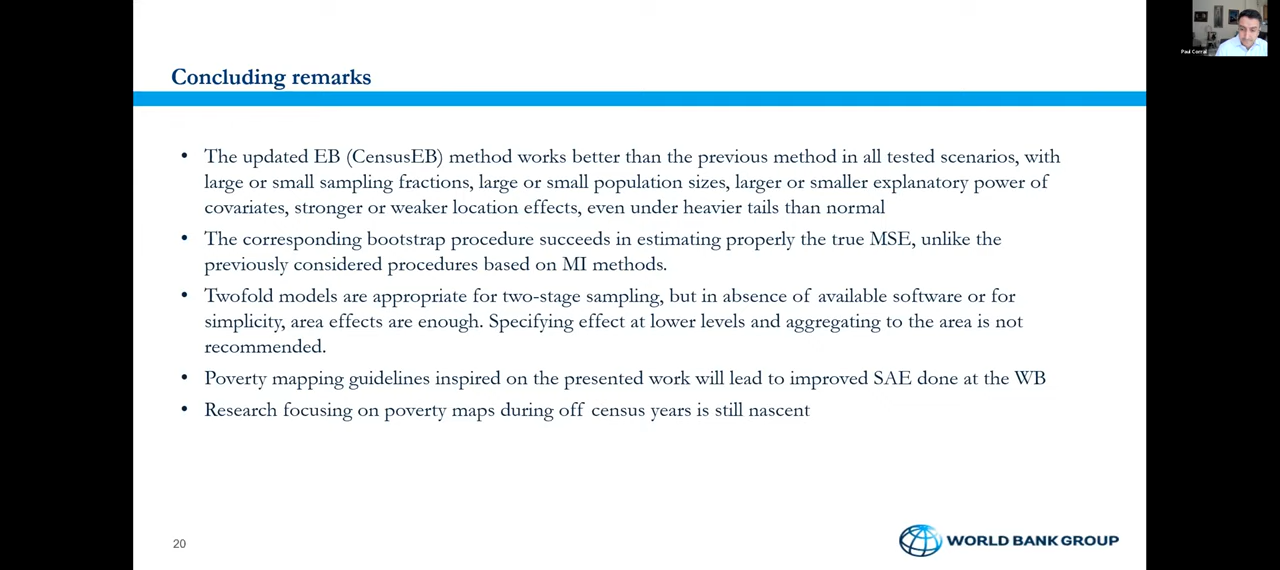 Paul Corral
Concluding remarks
• The updated EB (CensusEB) method works better than the previous method in all tested scenarios, with
large or small sampling fractions, large or small population sizes, larger or smaller explanatory power of
covariates, stronger or weaker location effects, even under heavier tails than normal
• The corresponding bootstrap procedure succeeds in estimating properly the true MSE, unlike the
previously considered procedures based on MI methods.
• Twofold models are appropriate for two-stage sampling, but in absence of available software or for
simplicity, area effects are enough. Specifying effect at lower levels and aggregating to the area is not
recommended.
• Poverty mapping guidelines inspired on the presented work will lead to improved SAE done at the WB
• Research focusing on poverty maps during off census years is still nascent
20
WORLD BANK GROUP